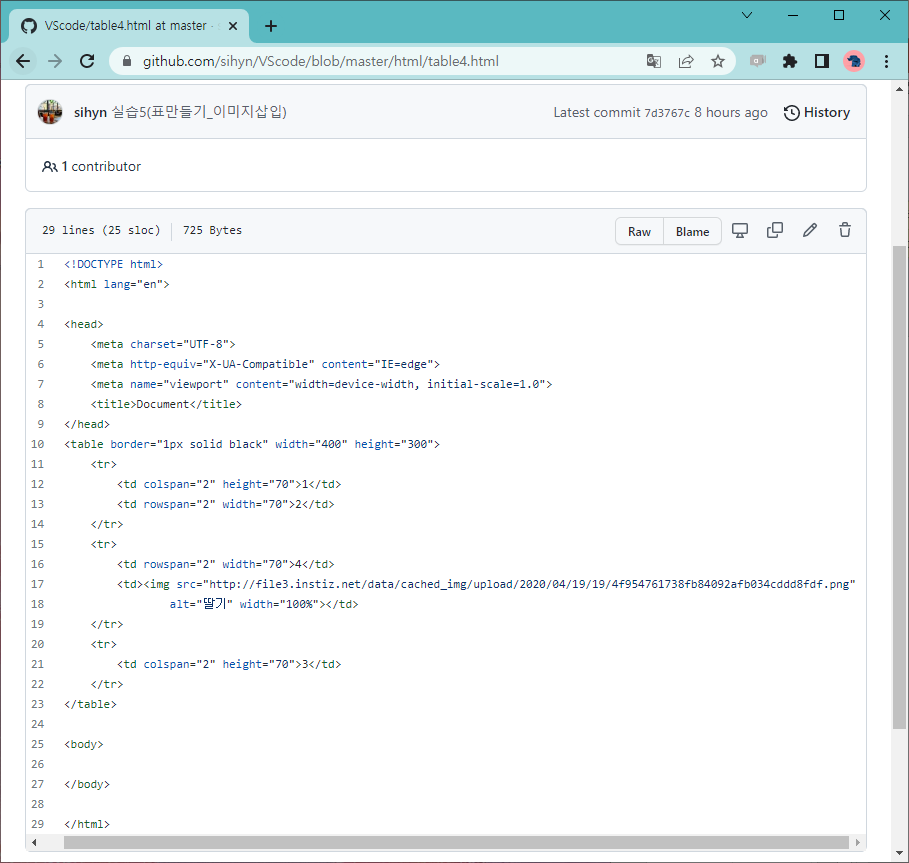 VScode/table4.html at master ·
github.com/sihyn/VScode/blob/master/html/table4.html
sihyn 실습5(표만들기_이미지삽입)
Latest commit 7d3767c 8 hours ago
History
1 contributor
29 lines (25 sloc)
725 Bytes
Raw
Blame
1 <!DOCTYPE html>
2 <html lang="en">
3
4 <head>
5     <meta charset="UTF-8">
6     <meta http-equiv="X-UA-Compatible" content="IE=edge">
7     <meta name="viewport" content="width=device-width, initial-scale=1.0">
8     <title>Document</title>
9 </head>
10 <table border="1px solid black" width="400" height="300">
11     <tr>
12         <td colspan="2" height="70">1</td>
13         <td rowspan="2" width="70">2</td>
14     </tr>
15     <tr>
16         <td rowspan="2" width="70">4</td>
17         <td><img src="http://file3.instiz.net/data/cached_img/upload/2020/04/19/19/4f954761738fb84092afb034cddd8fdf.png"
18                 alt="딸기" width="100%"></td>
19     </tr>
20     <tr>
21         <td colspan="2" height="70">3</td>
22     </tr>
23 </table>
24
25 <body>
26
27 </body>
28
29 </html>